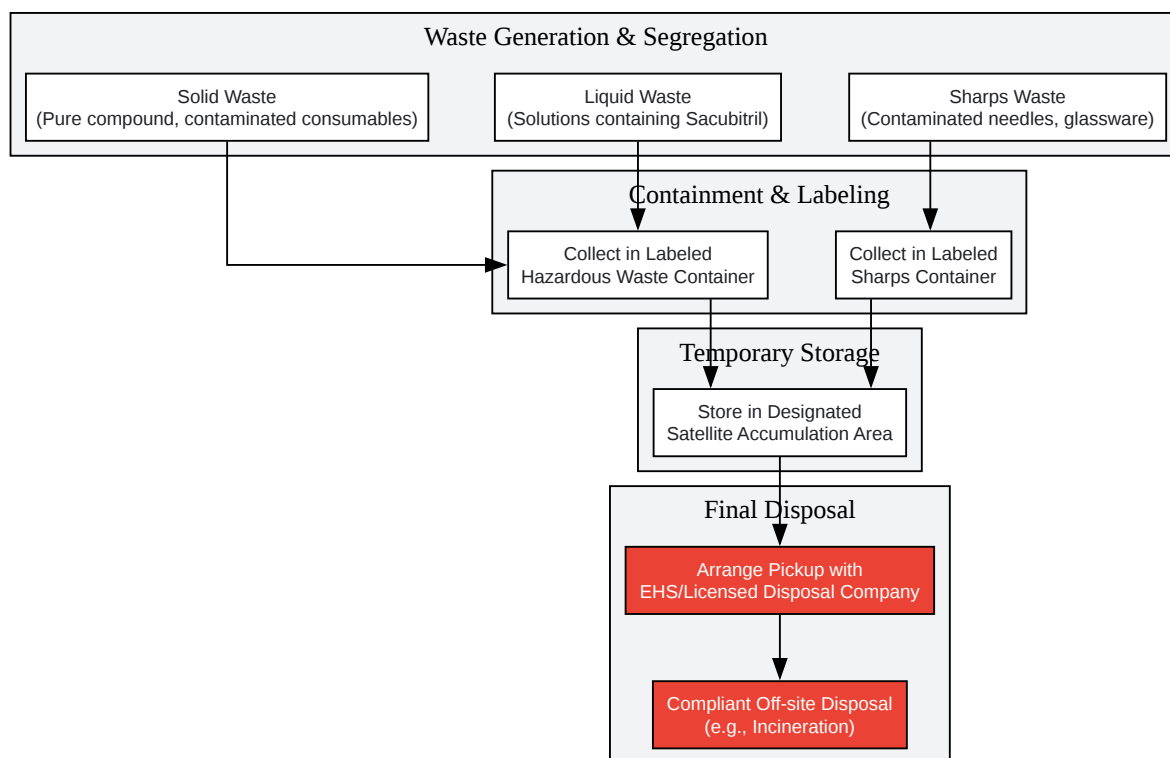 Waste Generation & Segregation
Solid Waste
(Pure compound, contaminated consumables)
Liquid Waste
(Solutions containing Sacubitril)
Sharps Waste
(Contaminated needles, glassware)
Containment & Labeling
Collect in Labeled
Hazardous Waste Container
Collect in Labeled
Sharps Container
Temporary Storage
Store in Designated
Satellite Accumulation Area
Final Disposal
Arrange Pickup with
EHS/Licensed Disposal Company
Compliant Off-site Disposal
(e.g., Incineration)